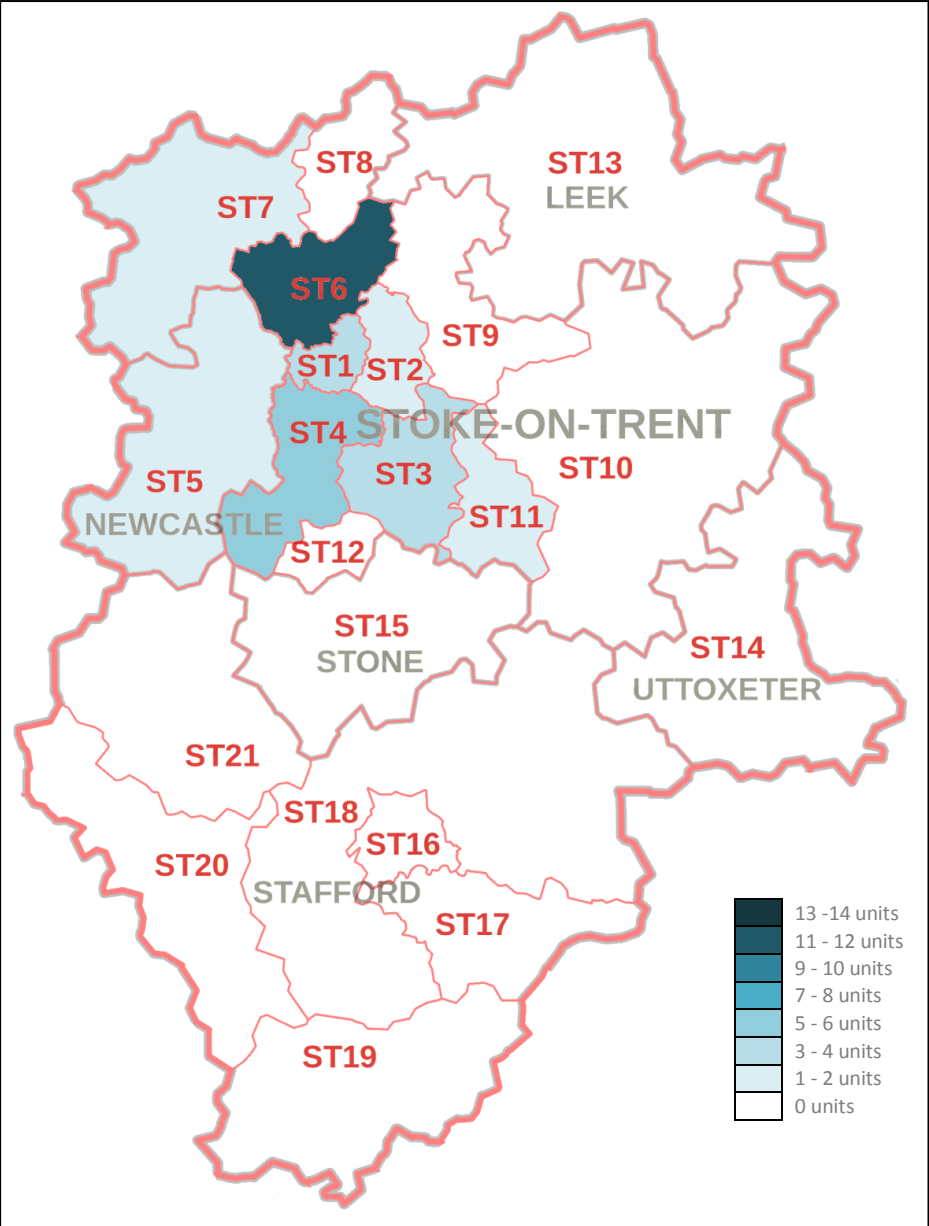 ST8
ST13
LEEK
ST7
ST6
ST9
ST1
ST2
STOKE-ON-TRENT
ST4
ST10
ST3
ST5
ST11
NEWCASTLE
ST12
ST15
STONE
ST14
UTTOXETER
ST21
ST18
ST16
ST20
STAFFORD
ST17
ST19
13 -14 units
11 - 12 units
9 - 10 units
7 - 8 units
5 - 6 units
3 - 4 units
1 - 2 units
0 units